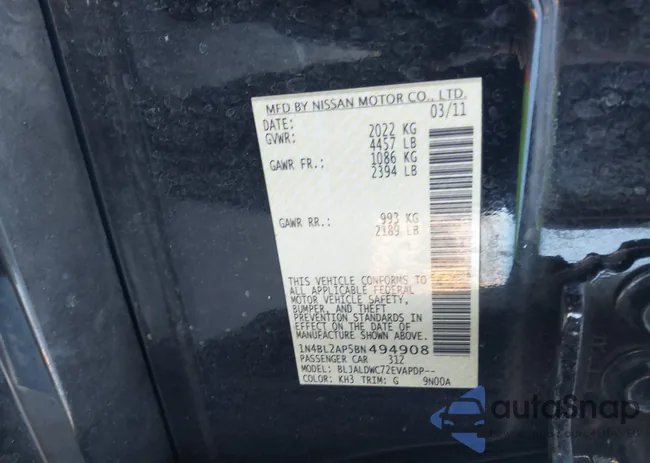 MFD BY NISSAN MOTOR CO., LTD.
DATE: 03/11
GVWR: 2022 KG
4457 LB
GAWR FR.: 1086 KG
2394 LB
GAWR RR.: 993 KG
2189 LB
THIS VEHICLE CONFORMS TO
ALL APPLICABLE FEDERAL
MOTOR VEHICLE SAFETY,
BUMPER, AND THEFT
PREVENTION STANDARDS IN
EFFECT ON THE DATE OF
MANUFACTURE SHOWN ABOVE.
1N4BL2AP5BN494908
PASSENGER CAR 312
MODEL: BLJALDWC72EVAPDP--
COLOR: KH3 TRIM: G 9N00A
autoSnap